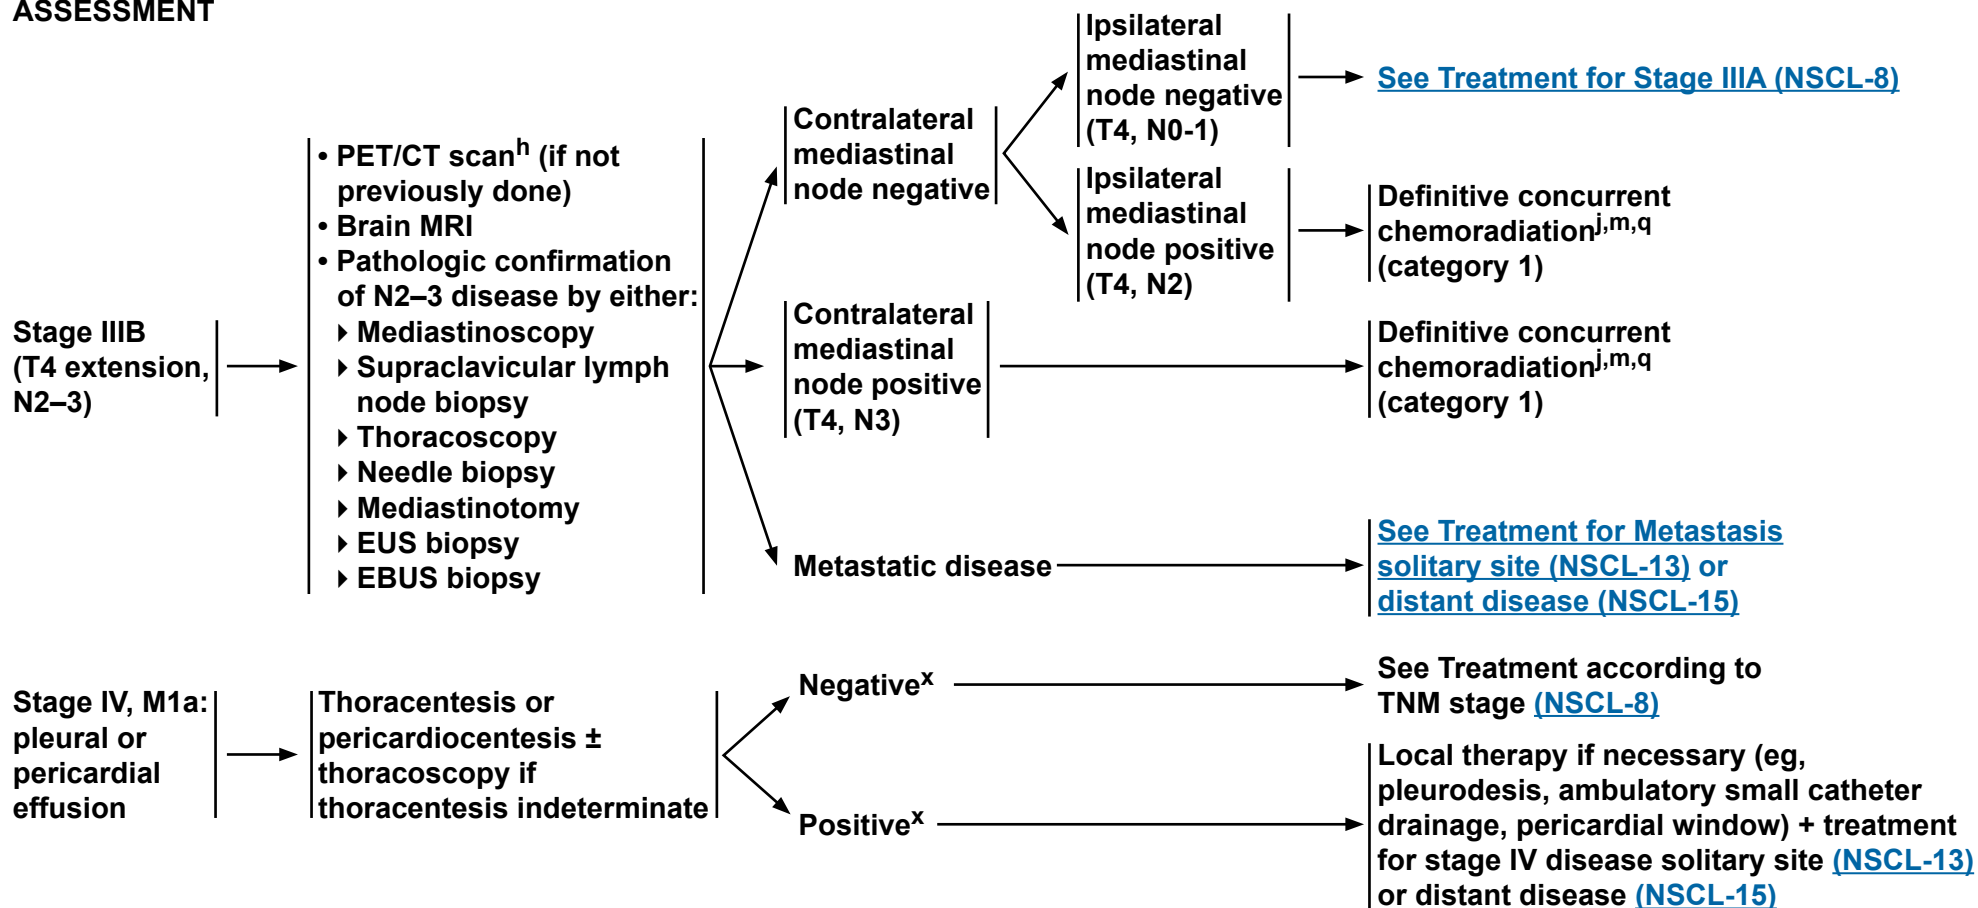 ASSESSMENT
Stage IIIB
(T4 extension,
N2–3)
• PET/CT scanh (if not
previously done)
• Brain MRI
• Pathologic confirmation
of N2–3 disease by either:
Mediastinoscopy
Supraclavicular lymph
node biopsy
Thoracoscopy
Needle biopsy
Mediastinotomy
EUS biopsy
EBUS biopsy
Contralateral
mediastinal
node negative
Ipsilateral
mediastinal
node negative
(T4, N0-1)
See Treatment for Stage IIIA (NSCL-8)
Ipsilateral
mediastinal
node positive
(T4, N2)
Definitive concurrent
chemoradiationj,m,q
(category 1)
Contralateral
mediastinal
node positive
(T4, N3)
Definitive concurrent
chemoradiationj,m,q
(category 1)
Metastatic disease
See Treatment for Metastasis
solitary site (NSCL-13) or
distant disease (NSCL-15)
Stage IV, M1a:
pleural or
pericardial
effusion
Thoracentesis or
pericardiocentesis ±
thoracoscopy if
thoracentesis indeterminate
Negativex
See Treatment according to
TNM stage (NSCL-8)
Positivex
Local therapy if necessary (eg,
pleurodesis, ambulatory small catheter
drainage, pericardial window) + treatment
for stage IV disease solitary site (NSCL-13)
or distant disease (NSCL-15)